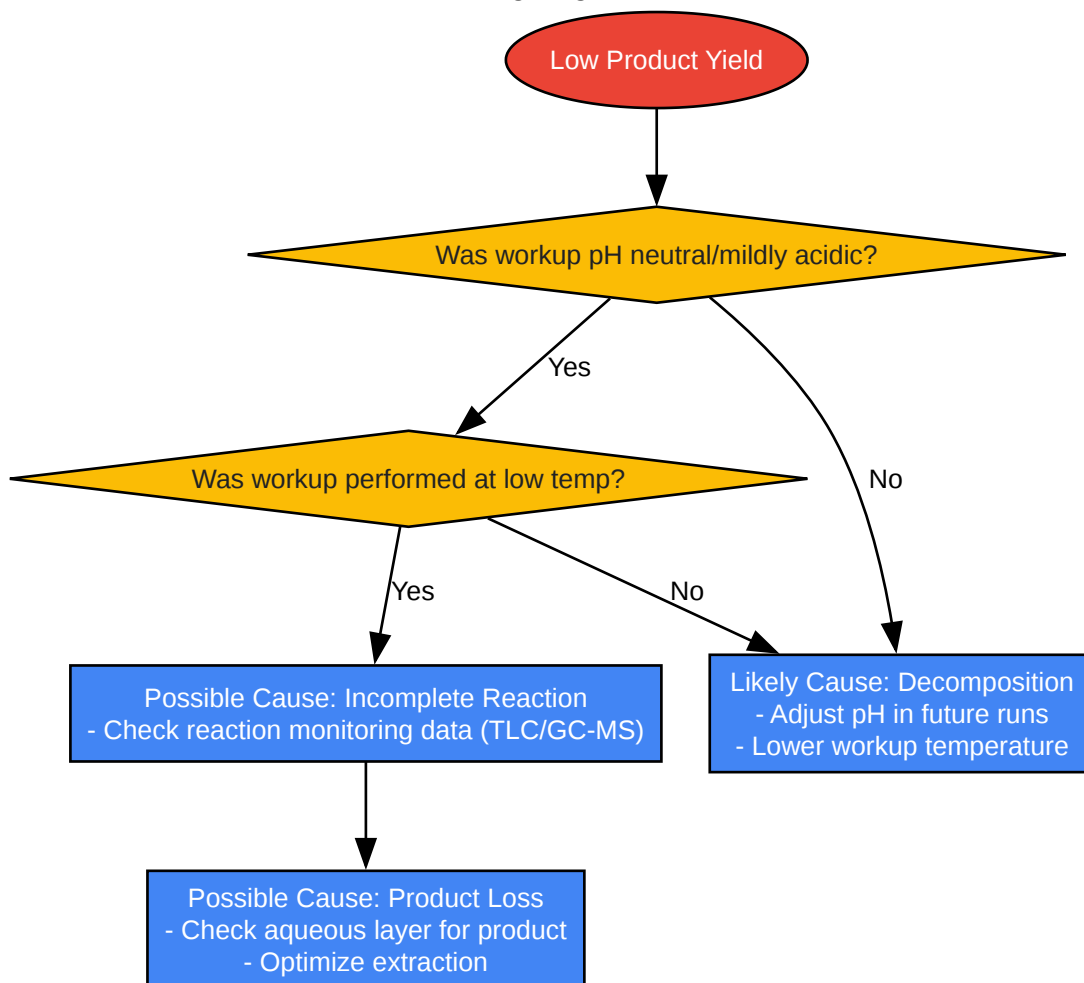 Low Product Yield
Was workup pH neutral/mildly acidic?
Yes
Was workup performed at low temp?
No
Yes
No
Possible Cause: Incomplete Reaction
- Check reaction monitoring data (TLC/GC-MS)
Likely Cause: Decomposition
- Adjust pH in future runs
- Lower workup temperature
Possible Cause: Product Loss
- Check aqueous layer for product
- Optimize extraction